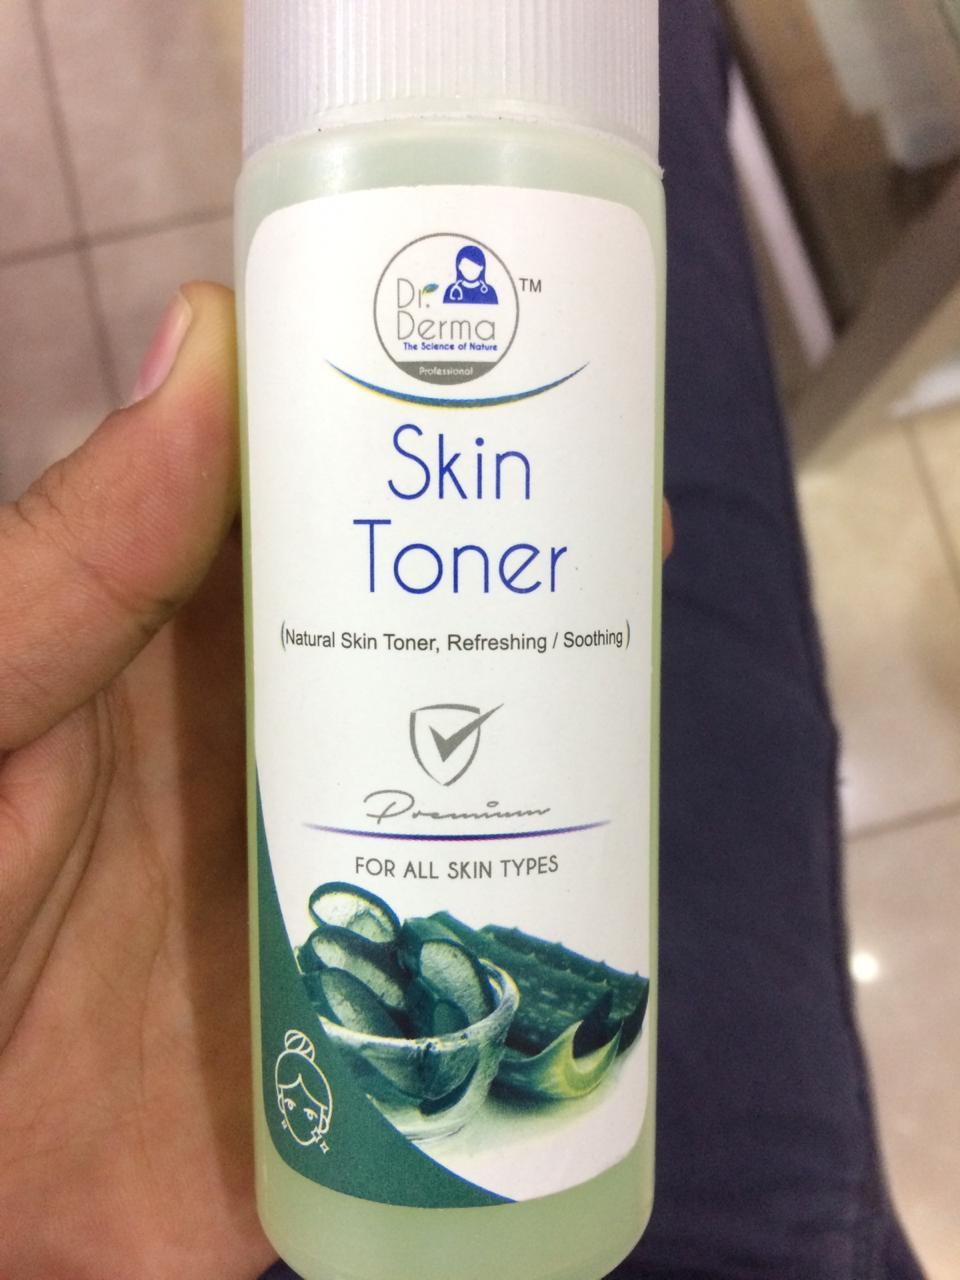 Dr.
Derma
TM
The Science of Nature
Professional
Skin
Toner
(Natural Skin Toner, Refreshing / Soothing)
Premium
FOR ALL SKIN TYPES